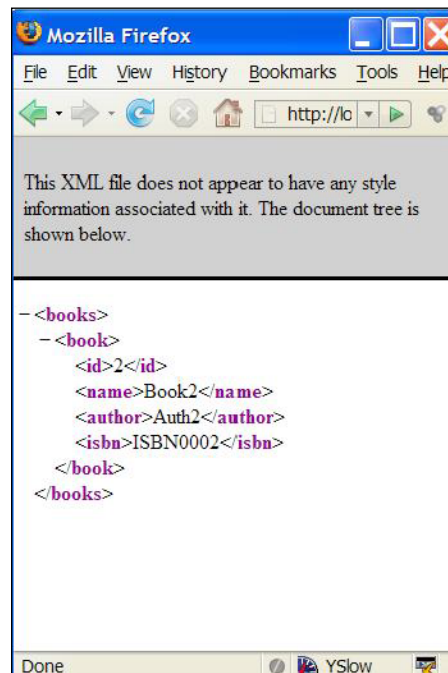 Mozilla Firefox
File Edit View History Bookmarks Tools Help
http://lo
This XML file does not appear to have any style
information associated with it. The document tree is
shown below.
− <books>
− <book>
<id>2</id>
<name>Book2</name>
<author>Auth2</author>
<isbn>ISBN0002</isbn>
</book>
</books>
Done YSlow